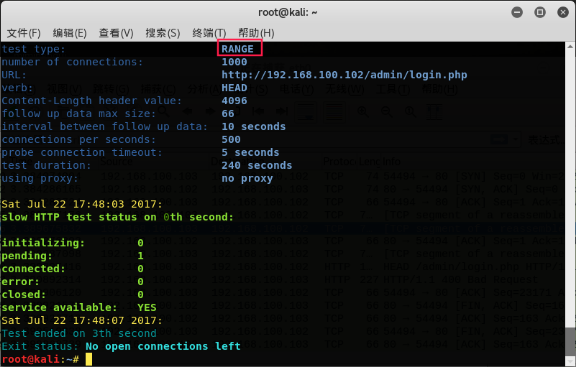 root@kali: ~
文件(F) 编辑(E) 查看(V) 搜索(S) 终端(T) 帮助(H)
test type: RANGE
number of connections: 1000
URL: http://192.168.100.102/admin/login.php
verb: HEAD
Content-Length header value: 4096
follow up data max size: 66
interval between follow up data: 10 seconds
connections per seconds: 500
probe connection timeout: 5 seconds
test duration: 240 seconds
using proxy: no proxy
Sat Jul 22 17:48:03 2017:
slow HTTP test status on 0th second:
initializing: 0
pending: 1
connected: 0
error: 0
closed: 0
service available: YES
Sat Jul 22 17:48:07 2017:
Test ended on 3th second
Exit status: No open connections left
root@kali:~#